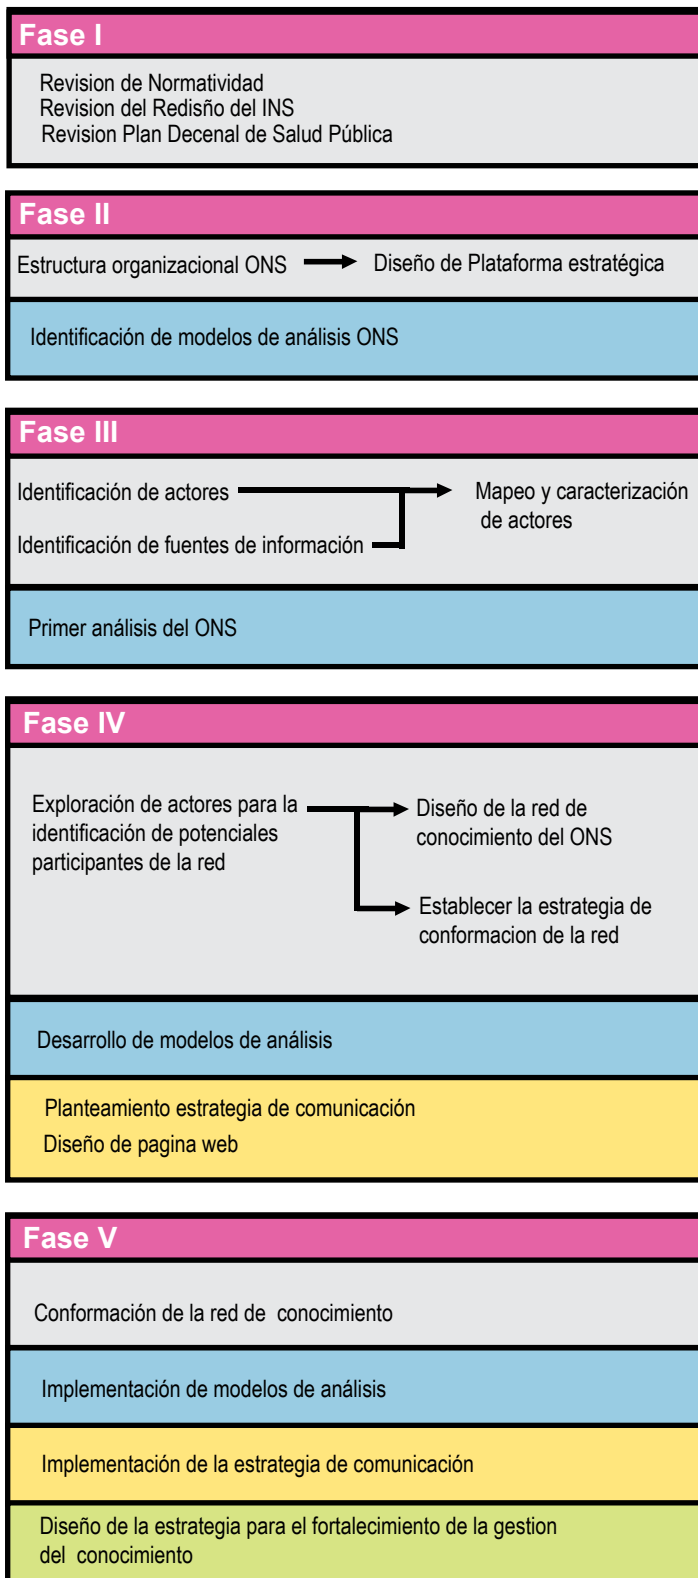 Fase I
Revision de Normatividad
Revision del Redisño del INS
Revision Plan Decenal de Salud Pública
Fase II
Estructura organizacional ONS
Diseño de Plataforma estratégica
Identificación de modelos de análisis ONS
Fase III
Identificación de actores
Identificación de fuentes de información
Mapeo y caracterización
de actores
Primer análisis del ONS
Fase IV
Exploración de actores para la
identificación de potenciales
participantes de la red
Diseño de la red de
conocimiento del ONS
Establecer la estrategia de
conformacion de la red
Desarrollo de modelos de análisis
Planteamiento estrategia de comunicación
Diseño de pagina web
Fase V
Conformación de la red de conocimiento
Implementación de modelos de análisis
Implementación de la estrategia de comunicación
Diseño de la estrategia para el fortalecimiento de la gestion
del conocimiento